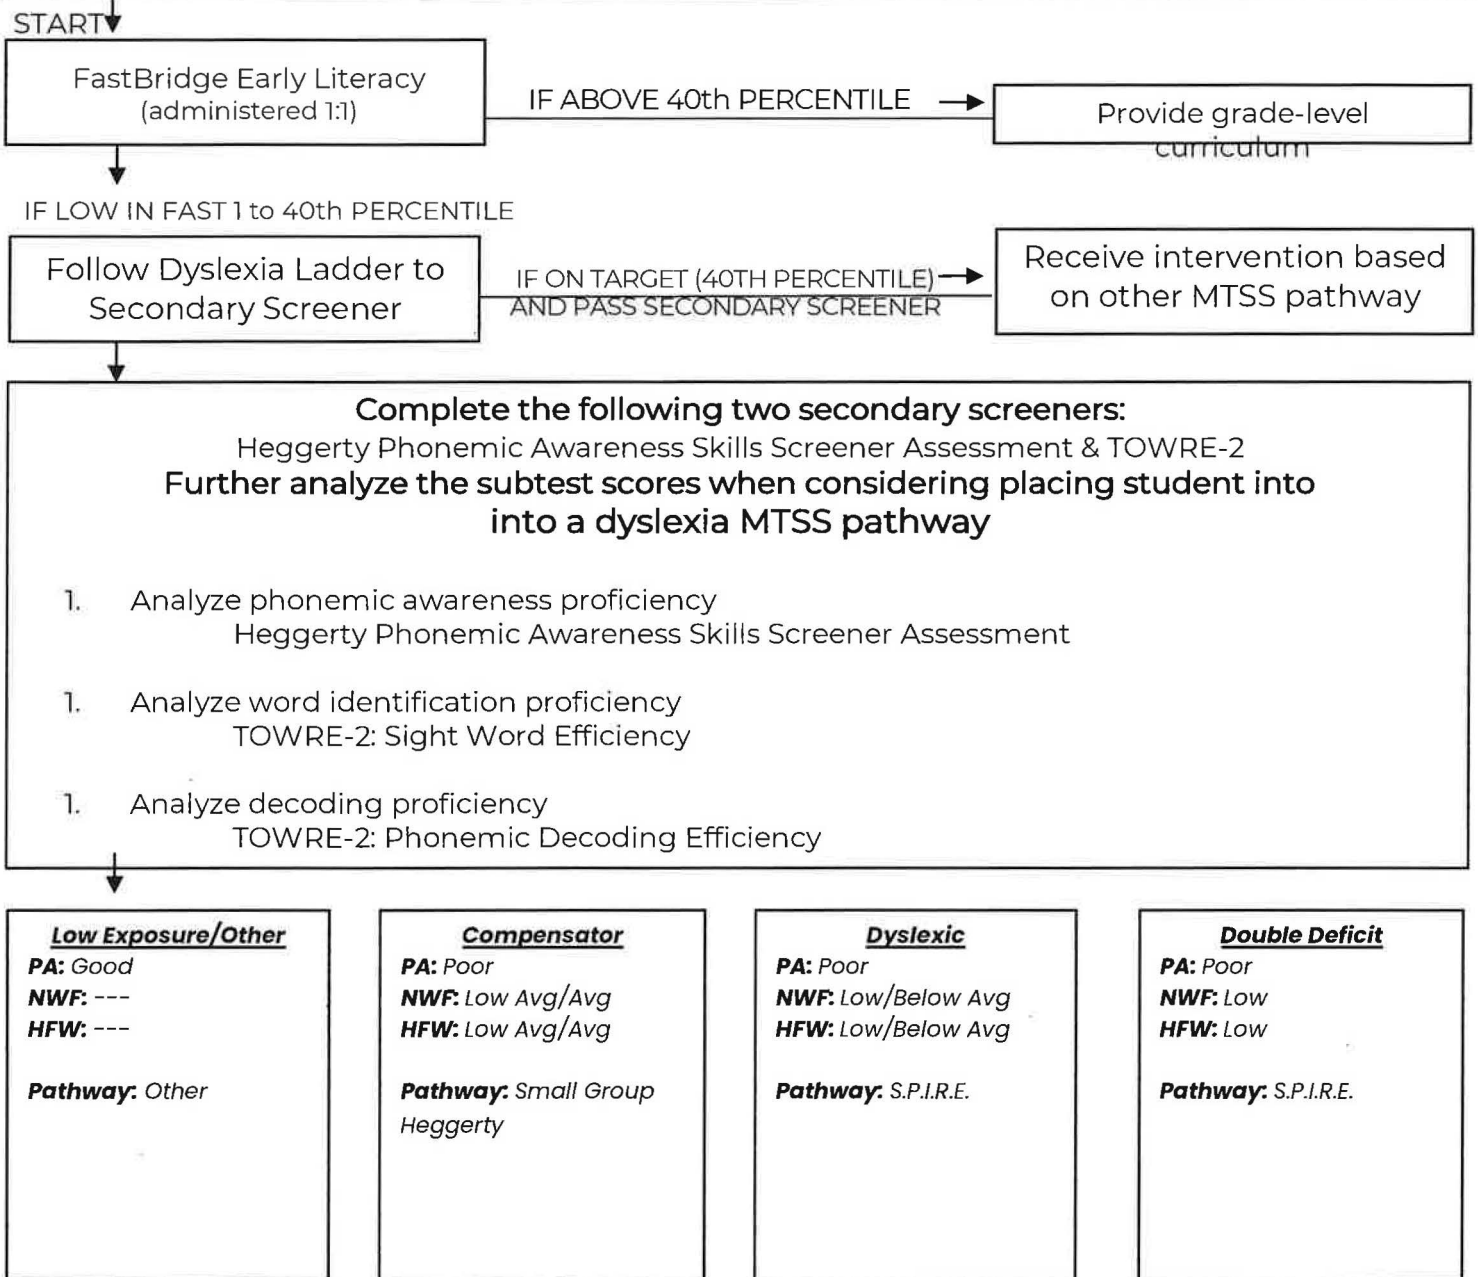 START
FastBridge Early Literacy
(administered 1:1)
IF ABOVE 40th PERCENTILE
Provide grade-level
curriculum
IF LOW IN FAST 1 to 40th PERCENTILE
Follow Dyslexia Ladder to
Secondary Screener
IF ON TARGET (40TH PERCENTILE)
AND PASS SECONDARY SCREENER
Receive intervention based
on other MTSS pathway
Complete the following two secondary screeners:
Heggerty Phonemic Awareness Skills Screener Assessment & TOWRE-2
Further analyze the subtest scores when considering placing student into
into a dyslexia MTSS pathway
1. Analyze phonemic awareness proficiency
Heggerty Phonemic Awareness Skills Screener Assessment
1. Analyze word identification proficiency
TOWRE-2: Sight Word Efficiency
1. Analyze decoding proficiency
TOWRE-2: Phonemic Decoding Efficiency
Low Exposure/Other
PA: Good
NWF: ---
HFW: ---
Pathway: Other
Compensator
PA: Poor
NWF: Low Avg/Avg
HFW: Low Avg/Avg
Pathway: Small Group
Heggerty
Dyslexic
PA: Poor
NWF: Low/Below Avg
HFW: Low/Below Avg
Pathway: S.P.I.R.E.
Double Deficit
PA: Poor
NWF: Low
HFW: Low
Pathway: S.P.I.R.E.